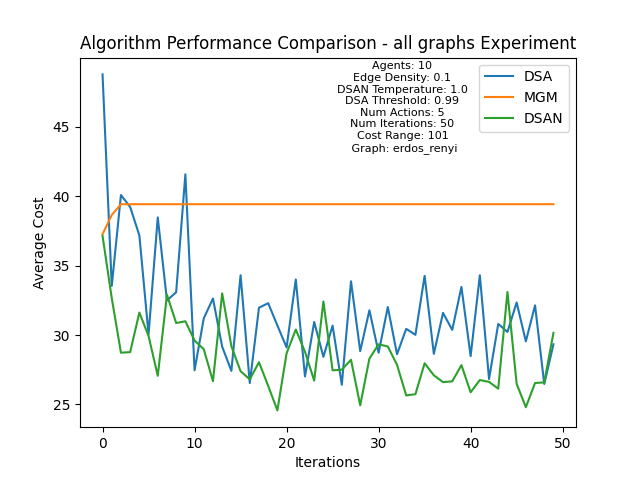 Algorithm Performance Comparison - all graphs Experiment
Agents: 10
Edge Density: 0.1
DSAN Temperature: 1.0
DSA Threshold: 0.99
Num Actions: 5
Num Iterations: 50
Cost Range: 101
Graph: erdos_renyi
DSA
MGM
DSAN
Average Cost
45
40
35
30
25
0
10
20
30
40
50
Iterations